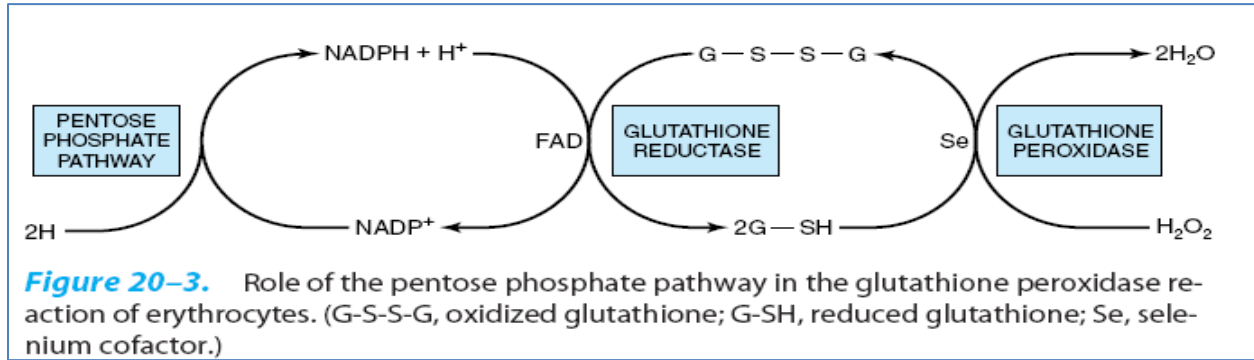 NADPH + H⁺
G — S — S — G
2H₂O
PENTOSE
PHOSPHATE
PATHWAY
FAD
GLUTATHIONE
REDUCTASE
Se
GLUTATHIONE
PEROXIDASE
2H
NADP⁺
2G — SH
H₂O₂
Figure 20–3. Role of the pentose phosphate pathway in the glutathione peroxidase re-
action of erythrocytes. (G-S-S-G, oxidized glutathione; G-SH, reduced glutathione; Se, sele-
nium cofactor.)